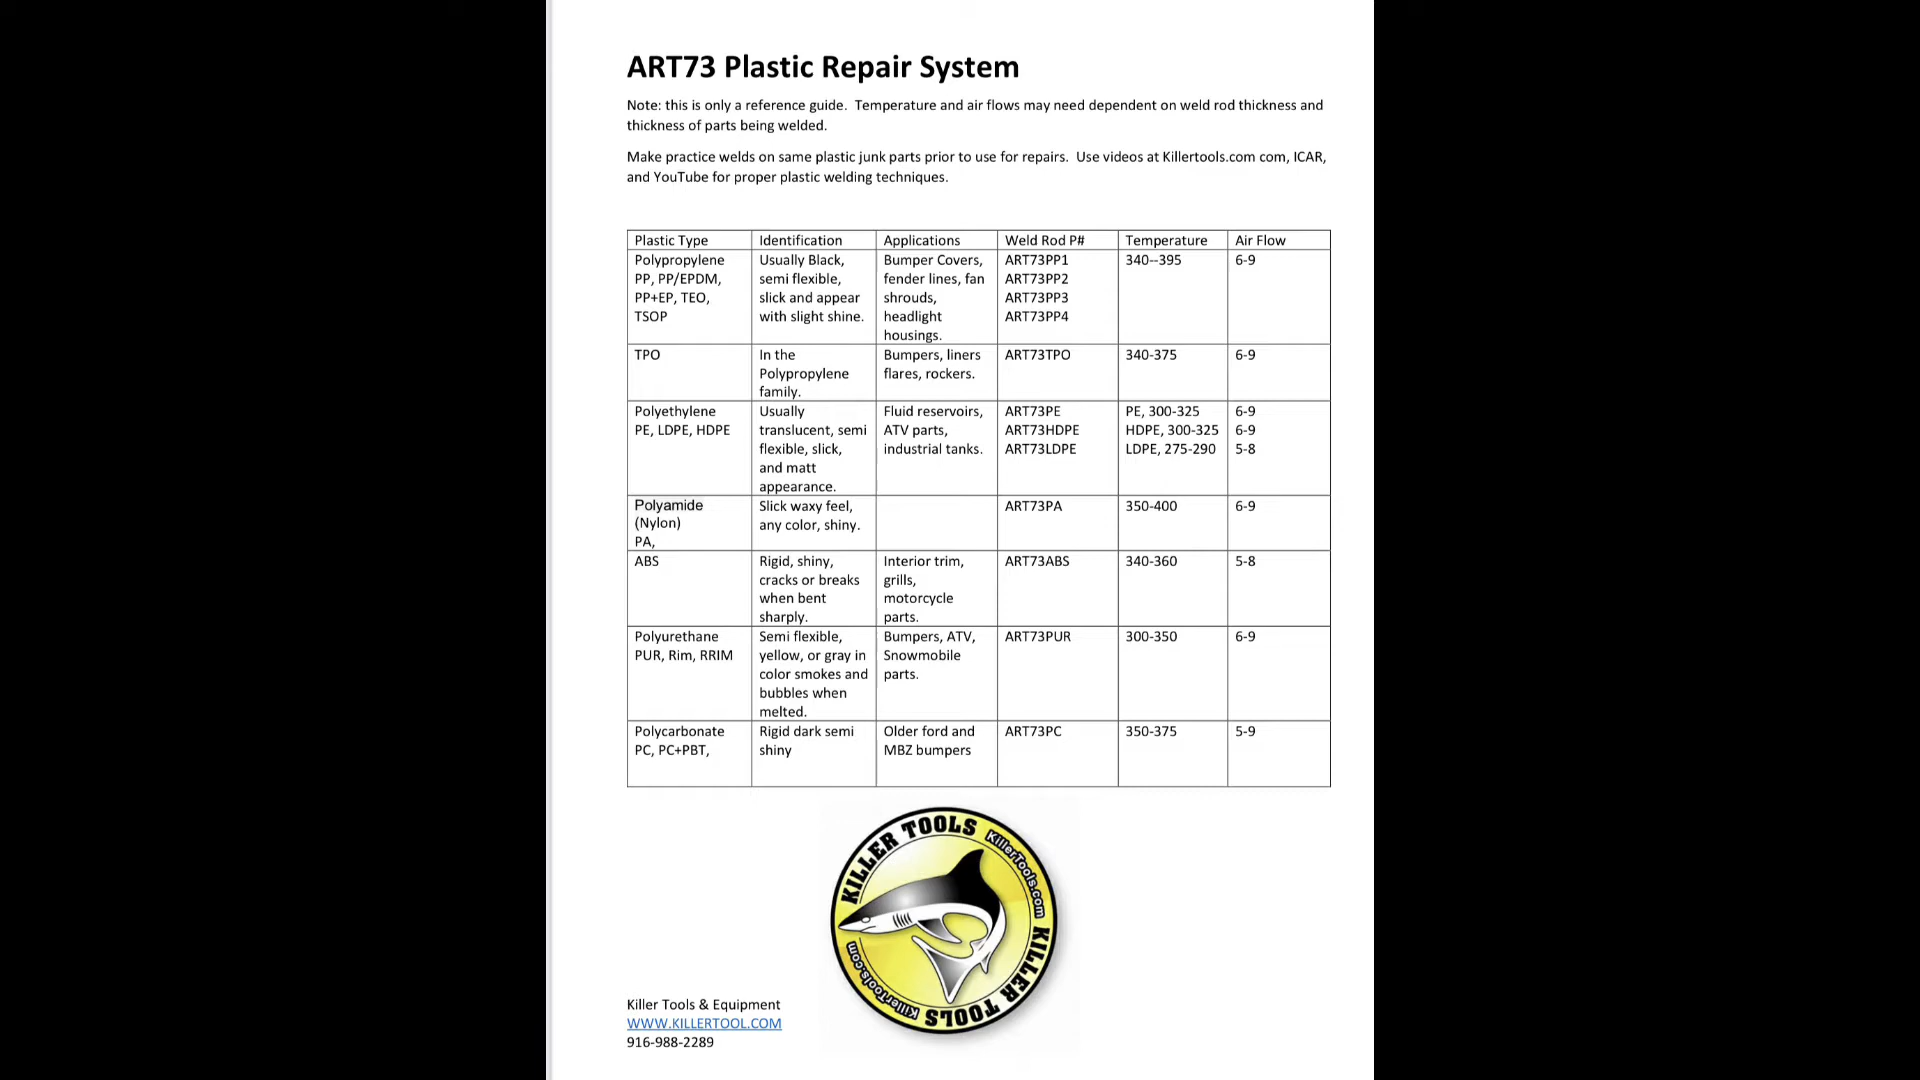 ART73 Plastic Repair System
Note: this is only a reference guide.  Temperature and air flows may need dependent on weld rod thickness and
thickness of parts being welded.
Make practice welds on same plastic junk parts prior to use for repairs.  Use videos at Killertools.com com, ICAR,
and YouTube for proper plastic welding techniques.
Plastic Type Identification Applications Weld Rod P# Temperature Air Flow
Polypropylene Usually Black, Bumper Covers, ART73PP1 340--395 6-9
PP, PP/EPDM, semi flexible, fender lines, fan ART73PP2
PP+EP, TEO, slick and appear shrouds, ART73PP3
TSOP with slight shine. headlight ART73PP4
housings.
TPO In the Bumpers, liners ART73TPO 340-375 6-9
Polypropylene flares, rockers.
family.
Polyethylene Usually Fluid reservoirs, ART73PE PE, 300-325 6-9
PE, LDPE, HDPE translucent, semi ATV parts, ART73HDPE HDPE, 300-325 6-9
flexible, slick, industrial tanks. ART73LDPE LDPE, 275-290 5-8
and matt
appearance.
Polyamide Slick waxy feel, ART73PA 350-400 6-9
(Nylon) any color, shiny.
PA,
ABS Rigid, shiny, Interior trim, ART73ABS 340-360 5-8
cracks or breaks grills,
when bent motorcycle
sharply. parts.
Polyurethane Semi flexible, Bumpers, ATV, ART73PUR 300-350 6-9
PUR, Rim, RRIM yellow, or gray in Snowmobile
color smokes and parts.
bubbles when
melted.
Polycarbonate Rigid dark semi Older ford and ART73PC 350-375 5-9
PC, PC+PBT, shiny MBZ bumpers
KILLER TOOLS
KillerTools.com
KILLER TOOLS
KillerTools.com
Killer Tools & Equipment
WWW.KILLERTOOL.COM
916-988-2289